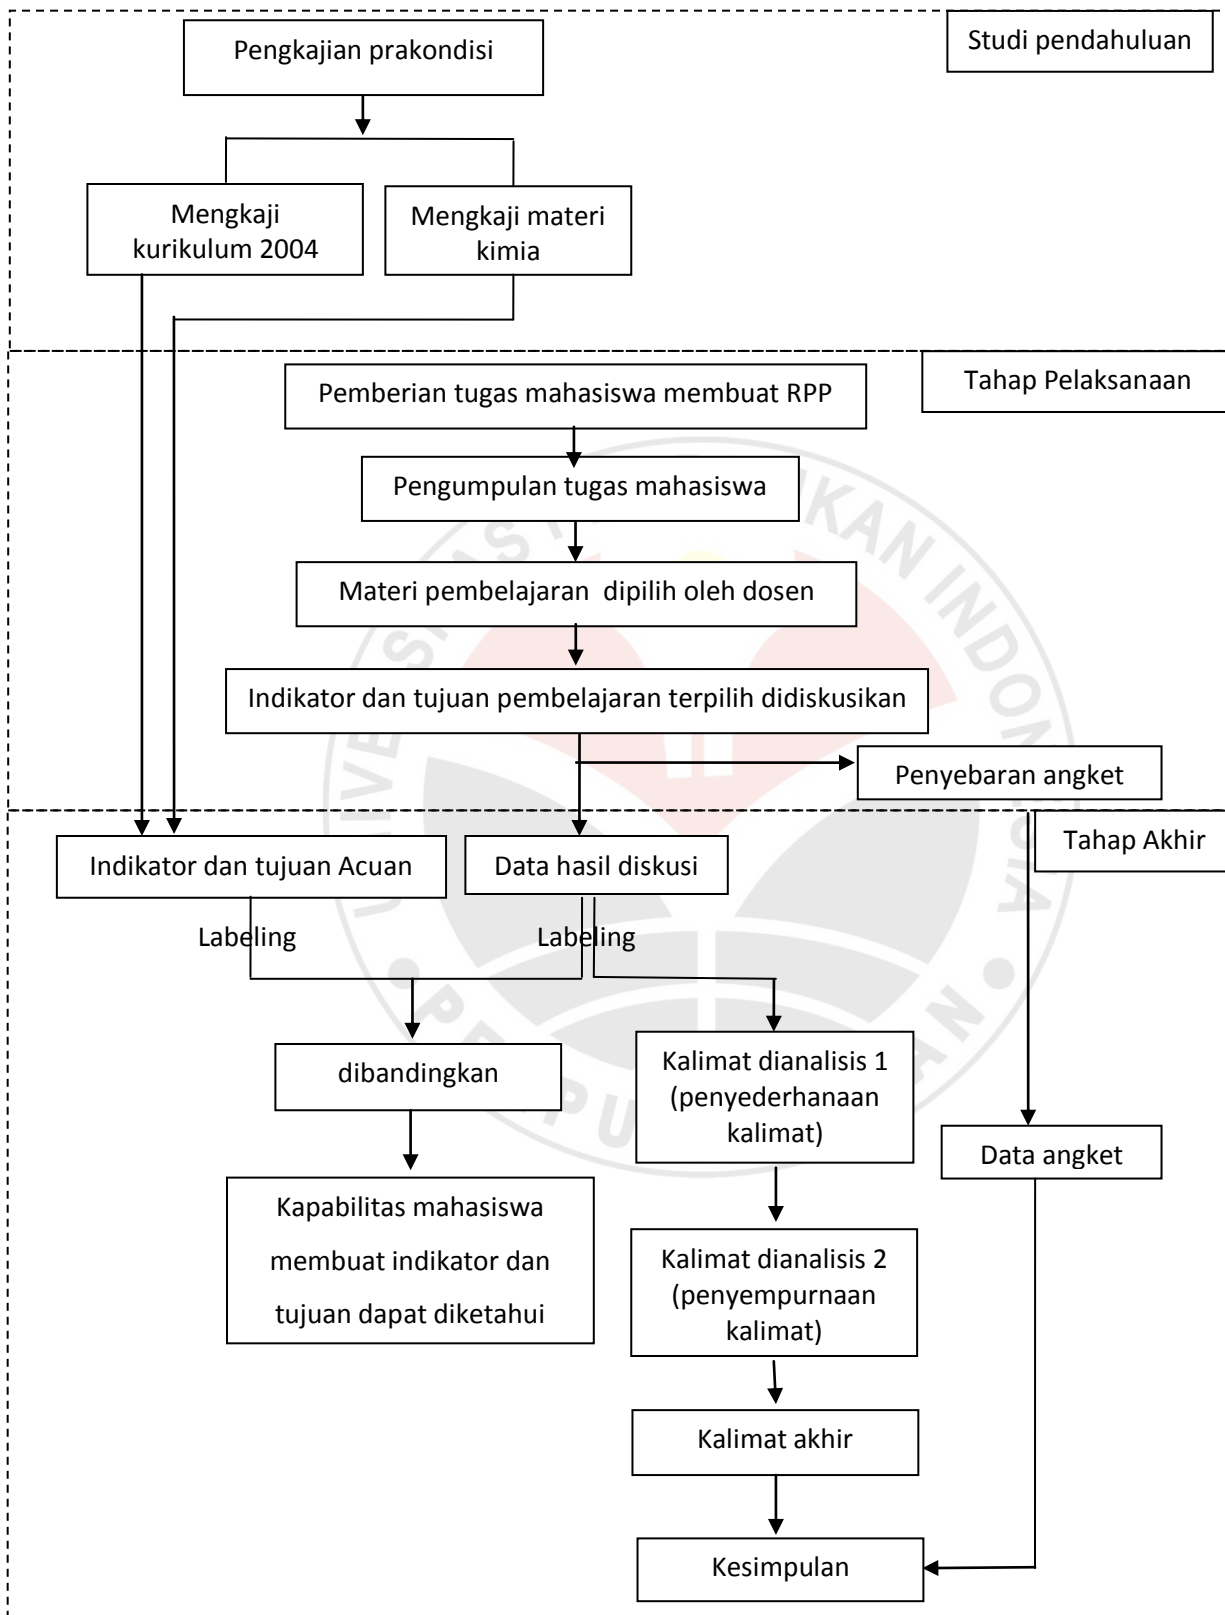 Pengkajian prakondisi
Studi pendahuluan
Mengkaji
kurikulum 2004
Mengkaji materi
kimia
Tahap Pelaksanaan
Pemberian tugas mahasiswa membuat RPP
Pengumpulan tugas mahasiswa
Materi pembelajaran dipilih oleh dosen
Indikator dan tujuan pembelajaran terpilih didiskusikan
Penyebaran angket
Tahap Akhir
Indikator dan tujuan Acuan
Data hasil diskusi
Labeling
Labeling
dibandingkan
Kalimat dianalisis 1
(penyederhanaan
kalimat)
Data angket
Kapabilitas mahasiswa
membuat indikator dan
tujuan dapat diketahui
Kalimat dianalisis 2
(penyempurnaan
kalimat)
Kalimat akhir
Kesimpulan